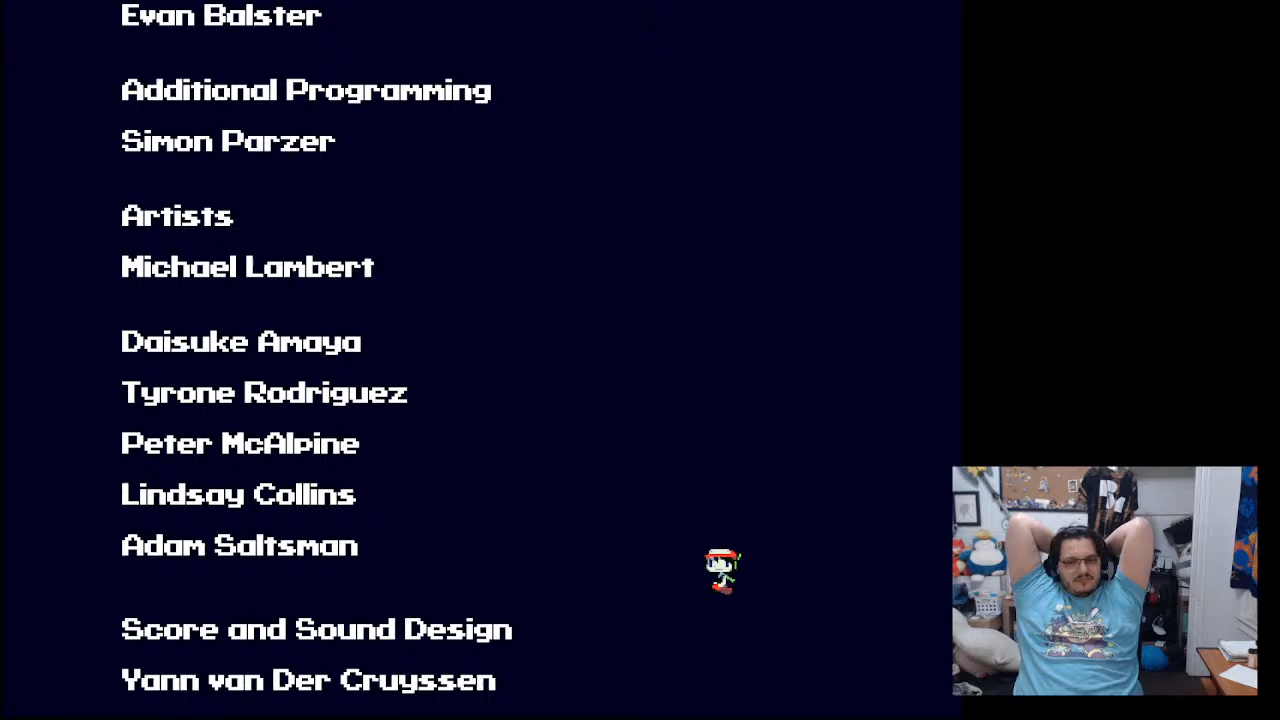 Evan Balster
Additional Programming
Simon Parzer
Artists
Michael Lambert
Daisuke Amaya
Tyrone Rodriguez
Peter McAlpine
Lindsay Collins
Adam Saltsman
Score and Sound Design
Yann van Der Cruyssen